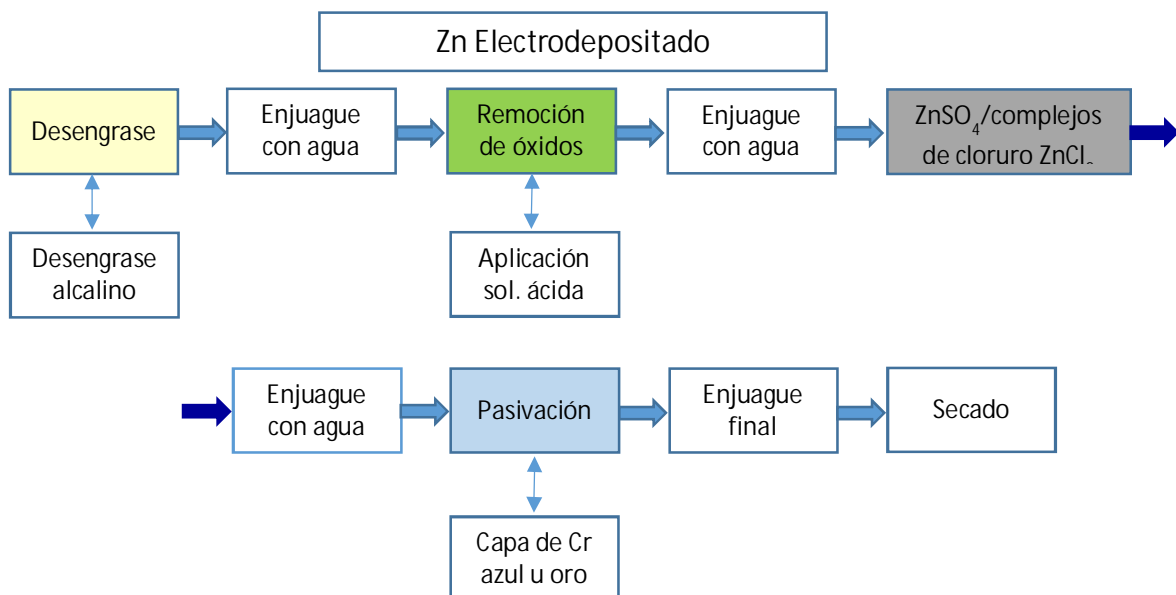 Zn Electrodepositado
Desengrase
Enjuague
con agua
Remoción
de óxidos
Enjuague
con agua
ZnSO4/complejos
de cloruro ZnCl
Desengrase
alcalino
Aplicación
sol. ácida
Enjuague
con agua
Pasivación
Enjuague
final
Secado
Capa de Cr
azul u oro